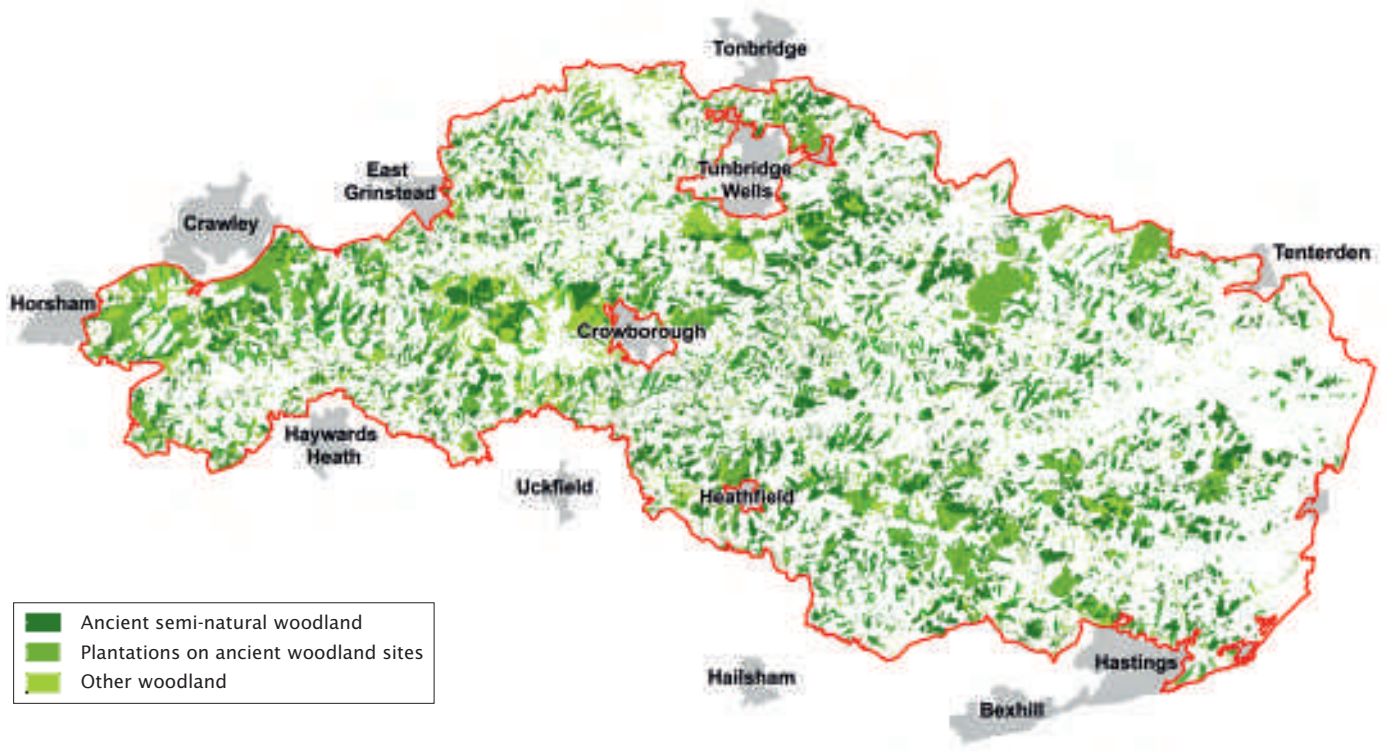 Tonbridge
East
Grinstead
Tunbridge
Wells
Crawley
Tenterden
Horsham
Crowborough
Haywards
Heath
Uckfield
Heathfield
Ancient semi-natural woodland
Plantations on ancient woodland sites
Other woodland
Hastings
Hailsham
Bexhill